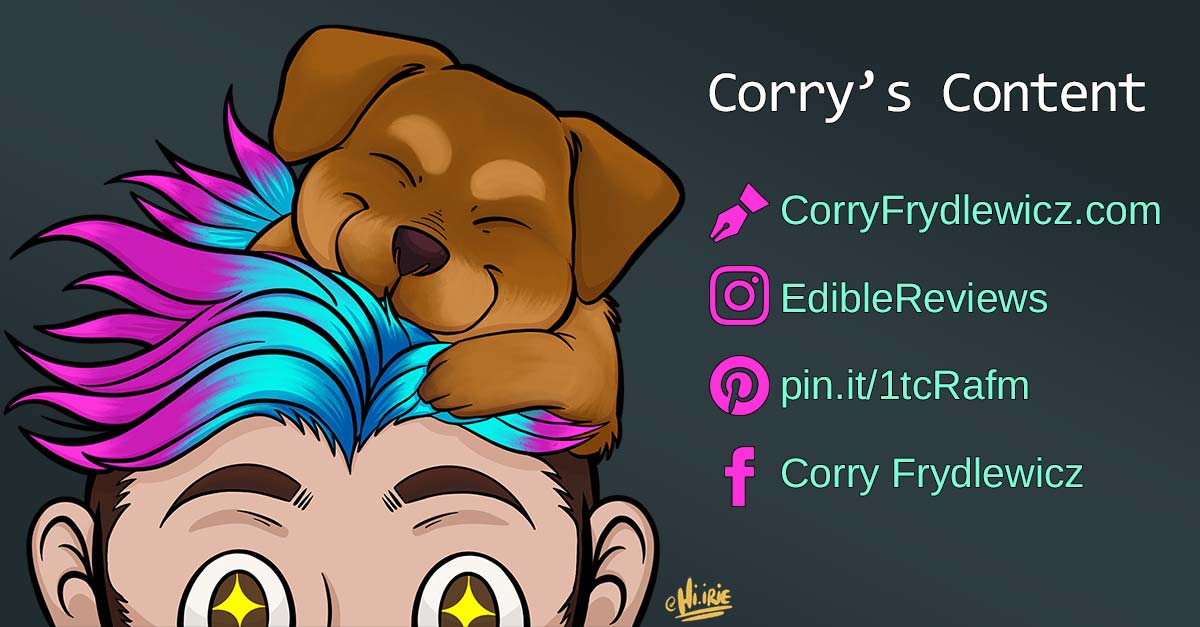 Corry's Content
CorryFrydlewicz.com
EdibleReviews
pin.it/1tcRafm
Corry Frydlewicz
@Hi.iRiE